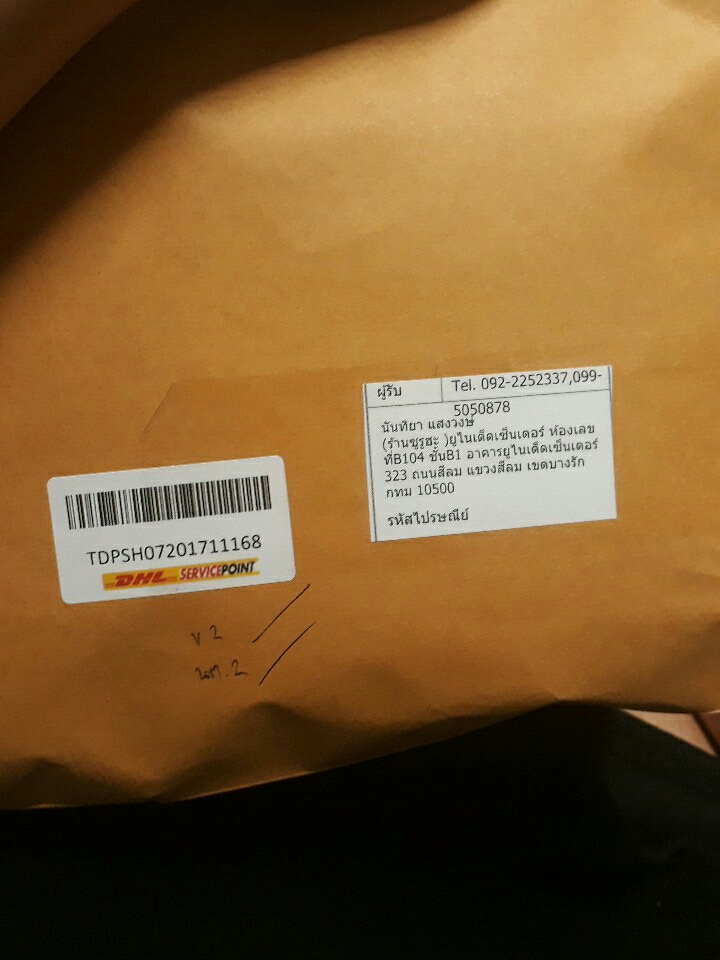 ผู้รับ Tel. 092-2252337,099-
5050878
นันทิยา แสงวงษ์
(ร้านซูรูฮะ )ยูไนเต็ดเซ็นเตอร์ ห้องเลข
ที่B104 ชั้นB1 อาคารยูไนเต็ดเซ็นเตอร์
323 ถนนสีลม แขวงสีลม เขตบางรัก
กทม 10500
รหัสไปรษณีย์
TDPSH07201711168
DHL SERVICEPOINT
V 2